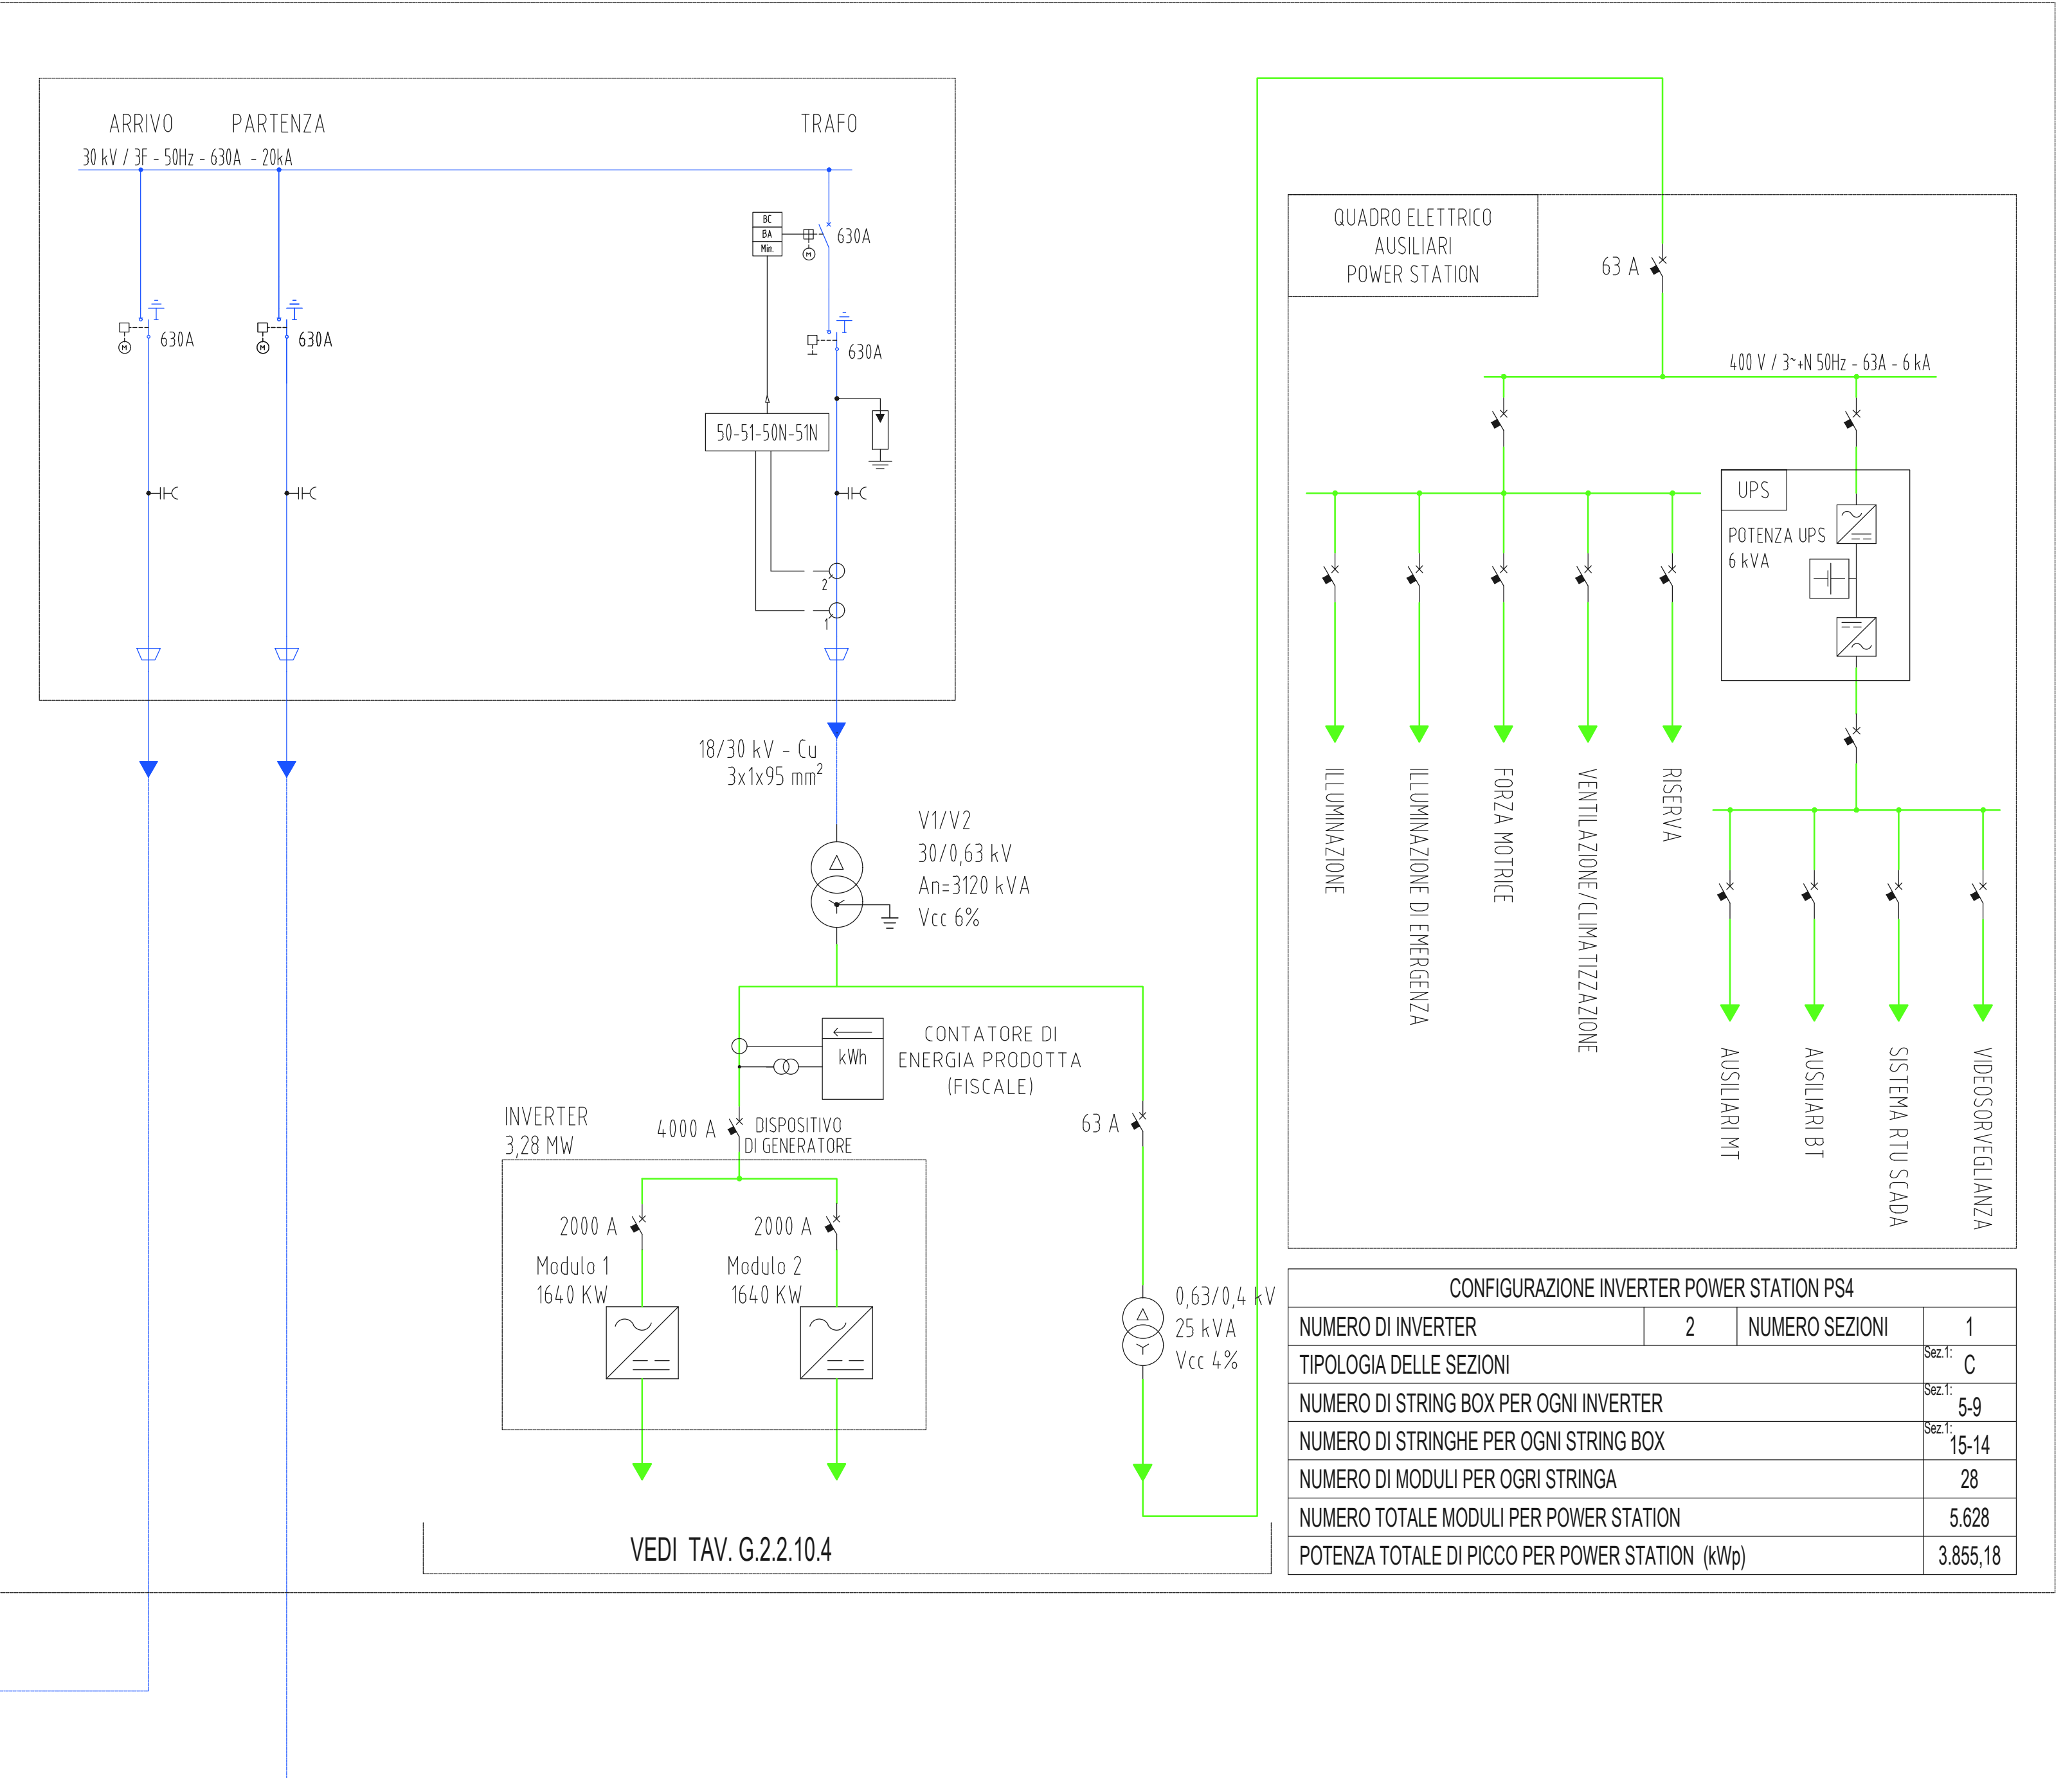 ARRIVO
PARTENZA
TRAFO
30 kV / 3F - 50Hz - 630A - 20kA
BC
BA
Min.
M
630A
M
630A
M
630A
630A
50-51-50N-51N
2
1
18/30 kV - Cu
3x1x95 mm²
V1/V2
30/0,63 kV
An=3120 kVA
Vcc 6%
kWh
CONTATORE DI
ENERGIA PRODOTTA
(FISCALE)
INVERTER
3,28 MW
4000 A
DISPOSITIVO
DI GENERATORE
63 A
2000 A
2000 A
Modulo 1
1640 KW
Modulo 2
1640 KW
0,63/0,4 kV
25 kVA
Vcc 4%
VEDI TAV. G.2.2.10.4
QUADRO ELETTRICO
AUSILIARI
POWER STATION
63 A
400 V / 3~+N 50Hz - 63A - 6 kA
UPS
POTENZA UPS
6 kVA
ILLUMINAZIONE
ILLUMINAZIONE DI EMERGENZA
FORZA MOTRICE
VENTILAZIONE/CLIMATIZZAZIONE
RISERVA
AUSILIARI MT
AUSILIARI BT
SISTEMA RTU SCADA
VIDEOSORVEGLIANZA
CONFIGURAZIONE INVERTER POWER STATION PS4
NUMERO DI INVERTER 2 NUMERO SEZIONI 1
TIPOLOGIA DELLE SEZIONI Sez.1: C
NUMERO DI STRING BOX PER OGNI INVERTER Sez.1: 5-9
NUMERO DI STRINGHE PER OGNI STRING BOX Sez.1: 15-14
NUMERO DI MODULI PER OGRI STRINGA 28
NUMERO TOTALE MODULI PER POWER STATION 5.628
POTENZA TOTALE DI PICCO PER POWER STATION (kWp) 3.855,18